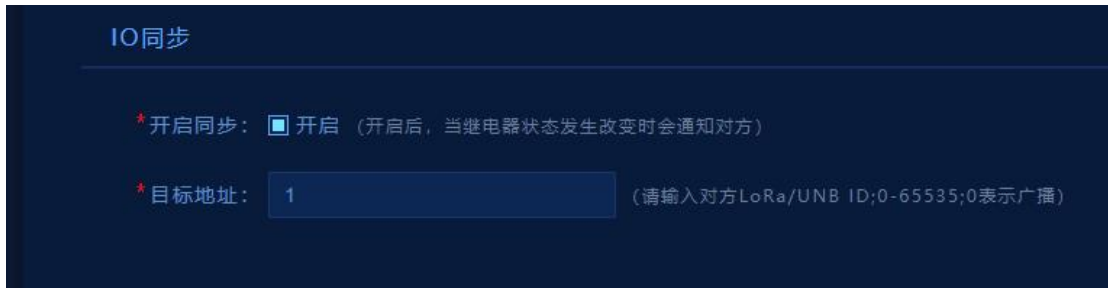 IO同步
*开启同步: 开启 (开启后，当继电器状态发生改变时会通知对方)
*目标地址: 1 (请输入对方LoRa/UNB ID;0-65535;0表示广播)